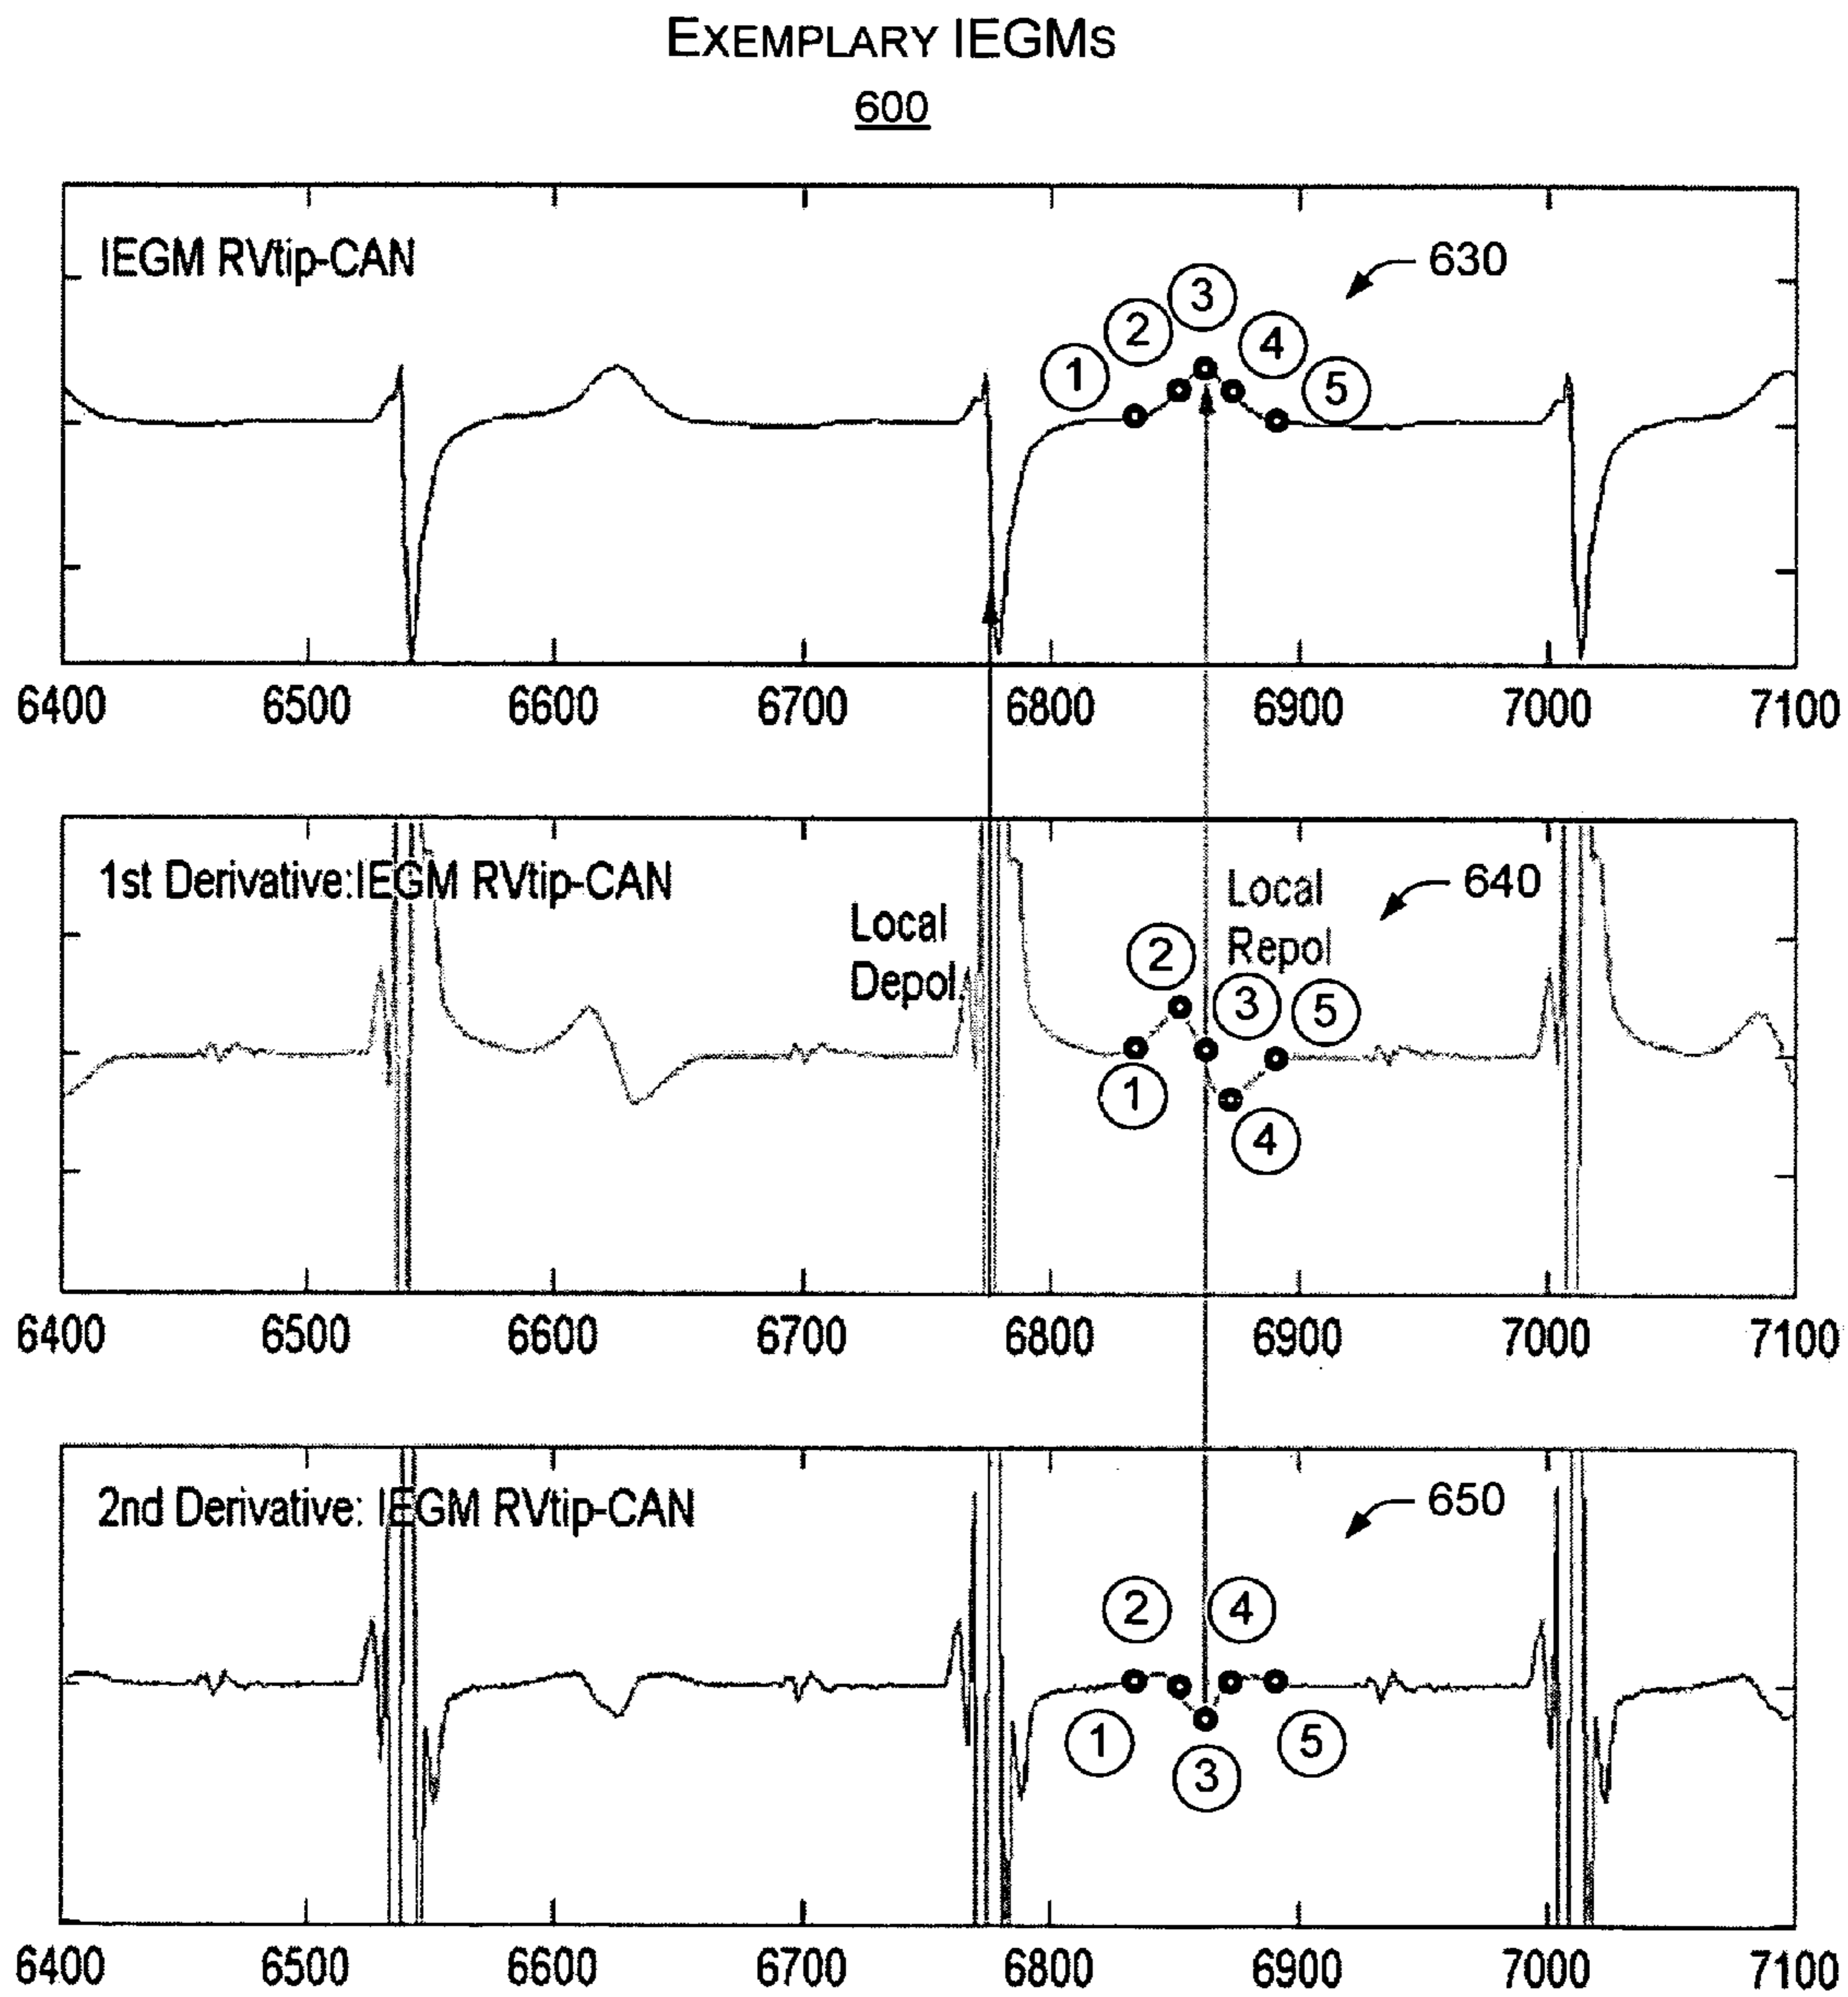 EXEMPLARY IEGMS
600
IEGM RVtip-CAN
630
1
2
3
4
5
6400 6500 6600 6700 6800 6900 7000 7100
1st Derivative:IEGM RVtip-CAN
640
Local
Depol.
Local
Repol
1
2
3
4
5
6400 6500 6600 6700 6800 6900 7000 7100
2nd Derivative: IEGM RVtip-CAN
650
1
2
3
4
5
6400 6500 6600 6700 6800 6900 7000 7100